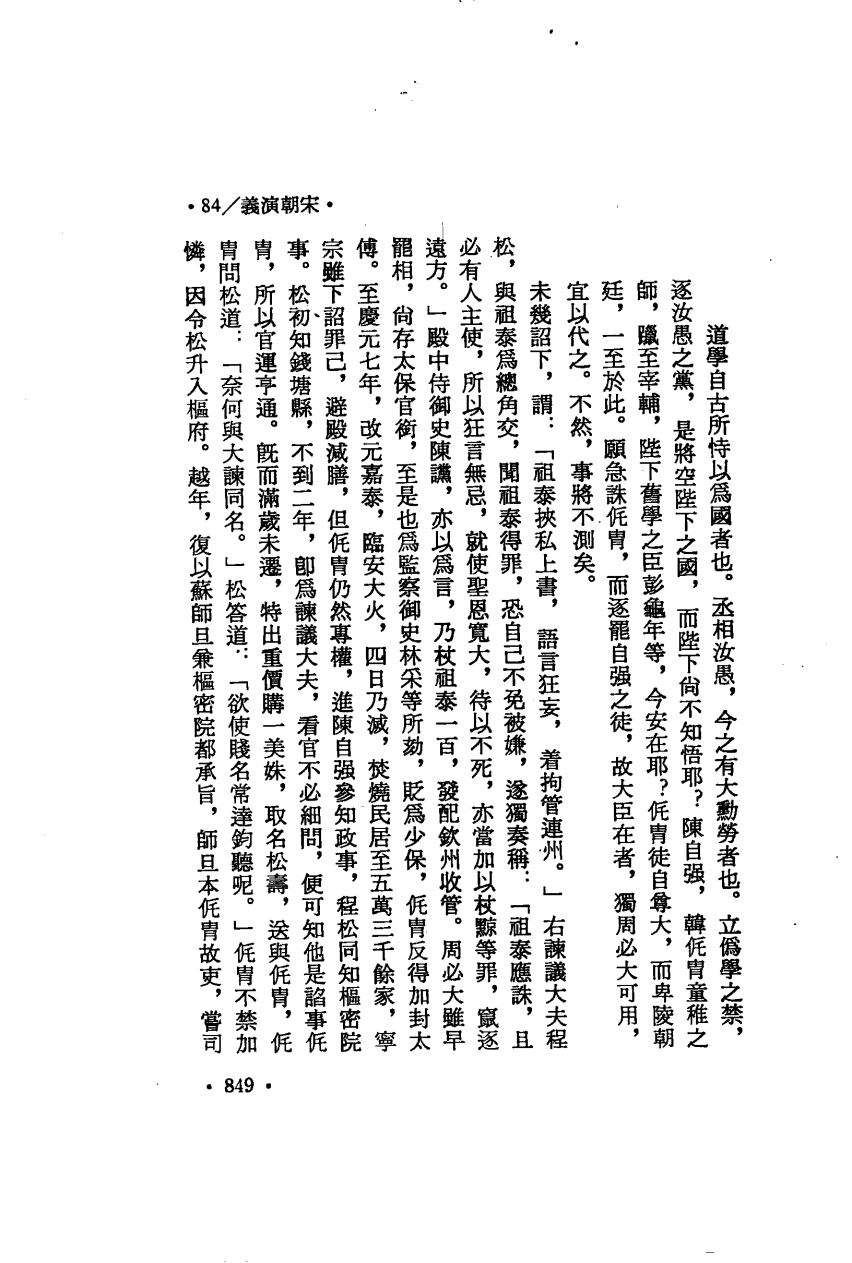 ·84/義演朝宋·
道學自古所恃以爲國者也。丞相汝愚，今之有大勳勞者也。立僞學之禁，
逐汝愚之黨，是將空陛下之國，而陛下尙不知悟耶？陳自强，韓侂胄童稚之
師，躐至宰輔，陛下舊學之臣彭龜年等，今安在耶？侂胄徒自尊大，而卑陵朝
廷，一至於此。願急誅侂胄，而逐罷自强之徒，故大臣在者，獨周必大可用，
宜以代之。不然，事將不測矣。
未幾詔下，謂：「祖泰挾私上書，語言狂妄，着拘管連州。」右諫議大夫程
松，與祖泰爲總角交，聞祖泰得罪，恐自己不免被嫌，遂獨奏稱：「祖泰應誅，且
必有人主使，所以狂言無忌，就使聖恩寬大，待以不死，亦當加以杖黥等罪，竄逐
遠方。」殿中侍御史陳讜，亦以爲言，乃杖祖泰一百，發配欽州收管。周必大雖早
罷相，尙存太保官銜，至是也爲監察御史林采等所劾，貶爲少保，侂胄反得加封太
傅。至慶元七年，改元嘉泰，臨安大火，四日乃滅，焚燒民居至五萬三千餘家，寧
宗雖下詔罪己，避殿減膳，但侂胄仍然專權，進陳自强參知政事，程松同知樞密院
事。松初知錢塘縣，不到二年，卽爲諫議大夫，看官不必細問，便可知他是諂事侂
胄，所以官運亨通。旣而滿歲未遷，特出重價購一美姝，取名松壽，送與侂胄，侂
胄問松道：「奈何與大諫同名。」松答道：「欲使賤名常達鈞聽呢。」侂胄不禁加
憐，因令松升入樞府。越年，復以蘇師旦兼樞密院都承旨，師旦本侂胄故吏，嘗司
·849·